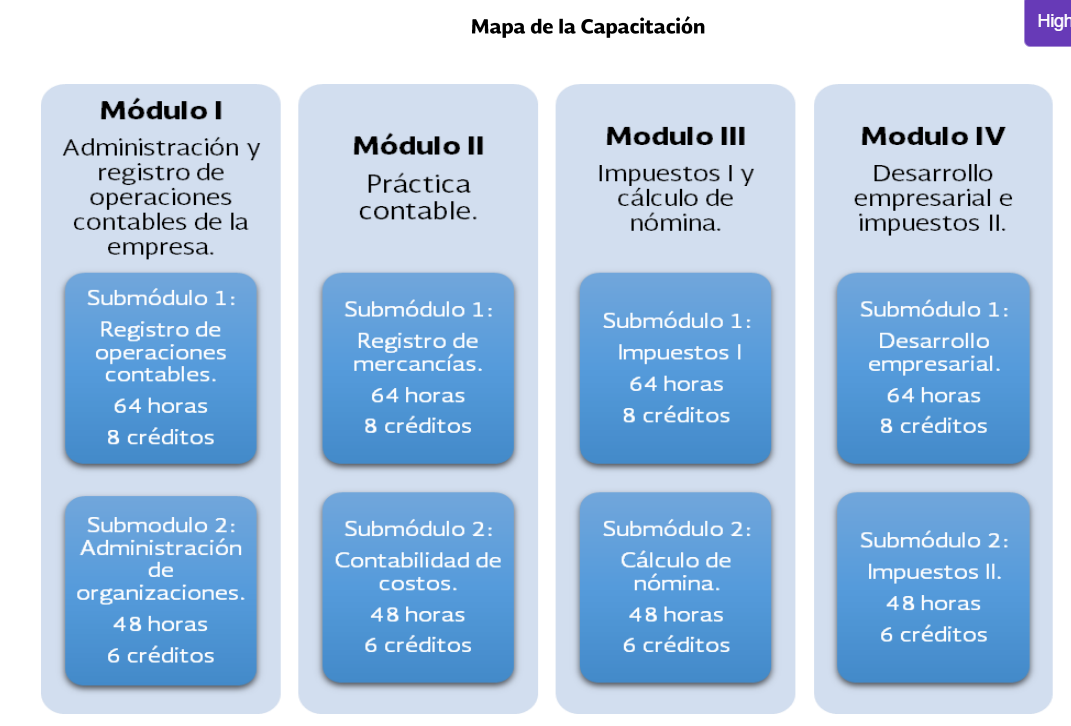 Mapa de la Capacitación
High
Módulo I
Administración y
registro de
operaciones
contables de la
empresa.
Submódulo 1:
Registro de
operaciones
contables.
64 horas
8 créditos
Submodulo 2:
Administración
de
organizaciones.
48 horas
6 créditos
Módulo II
Práctica
contable.
Submódulo 1:
Registro de
mercancías.
64 horas
8 créditos
Submódulo 2:
Contabilidad de
costos.
48 horas
6 créditos
Modulo III
Impuestos I y
cálculo de
nómina.
Submódulo 1:
Impuestos I
64 horas
8 créditos
Submódulo 2:
Cálculo de
nómina.
48 horas
6 créditos
Modulo IV
Desarrollo
empresarial e
impuestos II.
Submódulo 1:
Desarrollo
empresarial.
64 horas
8 créditos
Submódulo 2:
Impuestos II.
48 horas
6 créditos